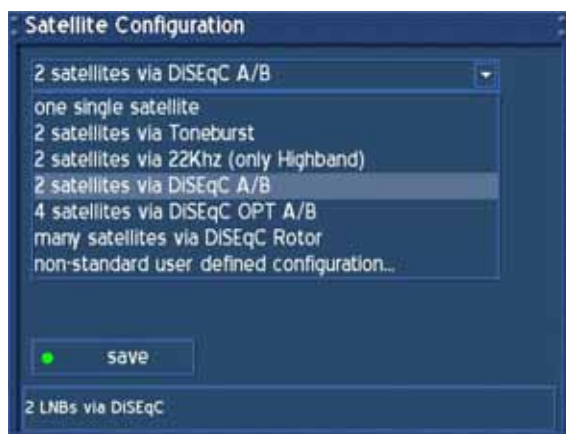 Satellite Configuration
2 satellites via DiSEqC A/B
one single satellite
2 satellites via Toneburst
2 satellites via 22Khz (only Highband)
2 satellites via DiSEqC A/B
4 satellites via DiSEqC OPT A/B
many satellites via DiSEqC Rotor
non-standard user defined configuration...
save
2 LNBs via DiSEqC